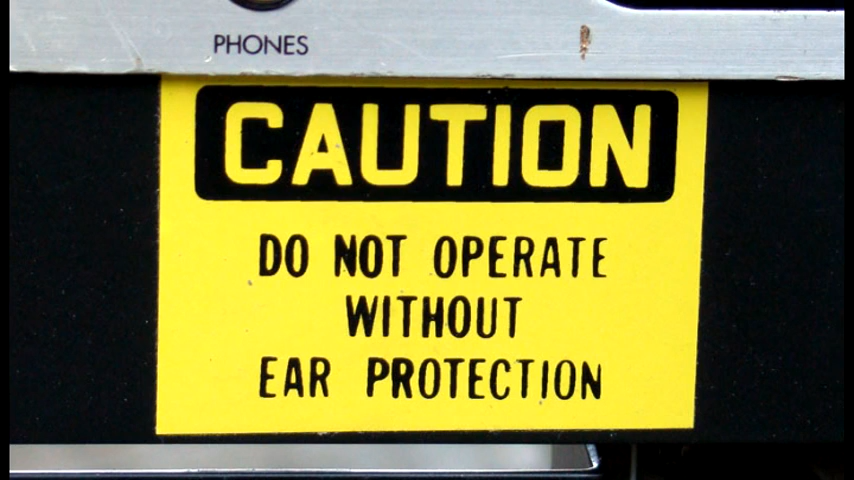 PHONES
CAUTION
DO NOT OPERATE
WITHOUT
EAR PROTECTION